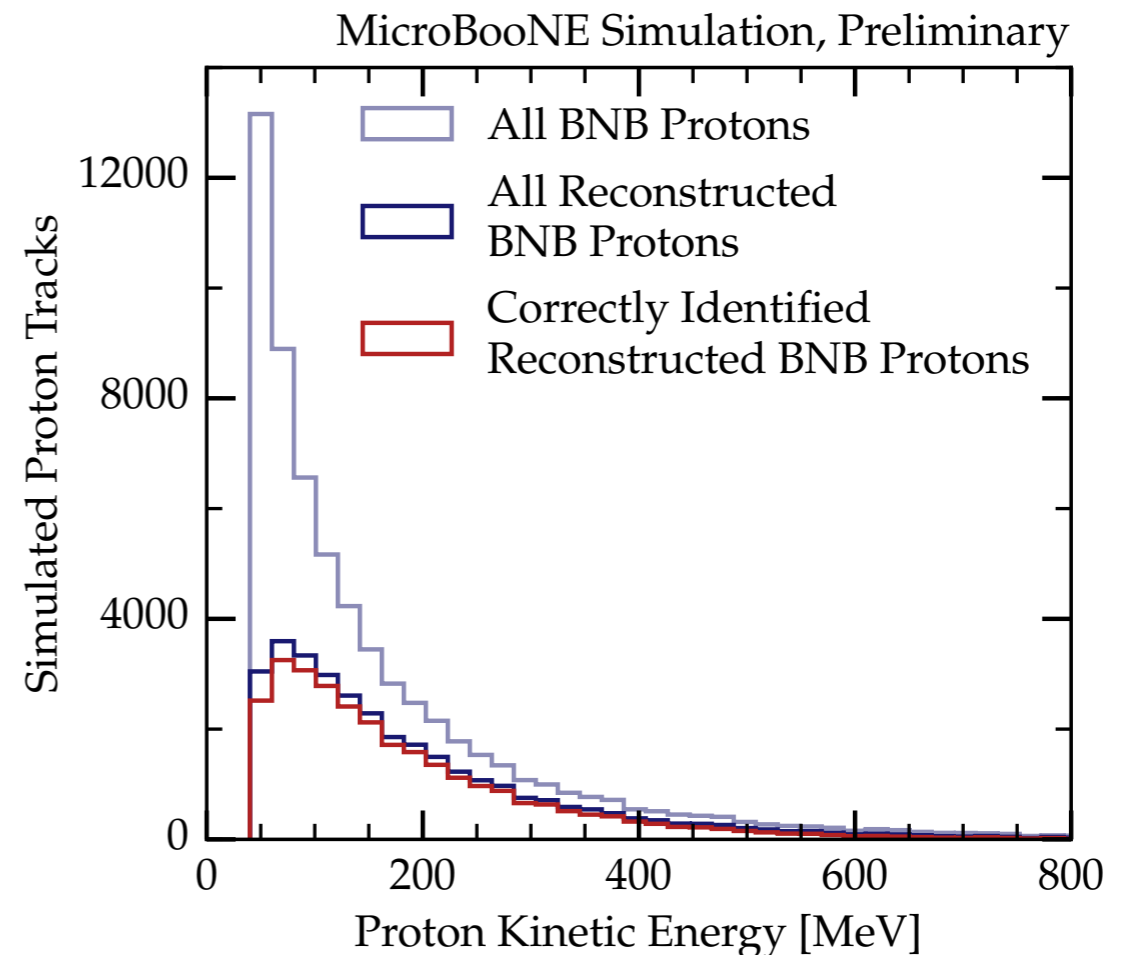 MicroBooNE Simulation, Preliminary
All BNB Protons
All Reconstructed
BNB Protons
Correctly Identified
Reconstructed BNB Protons
Simulated Proton Tracks
12000
8000
4000
0
0 200 400 600 800
Proton Kinetic Energy [MeV]